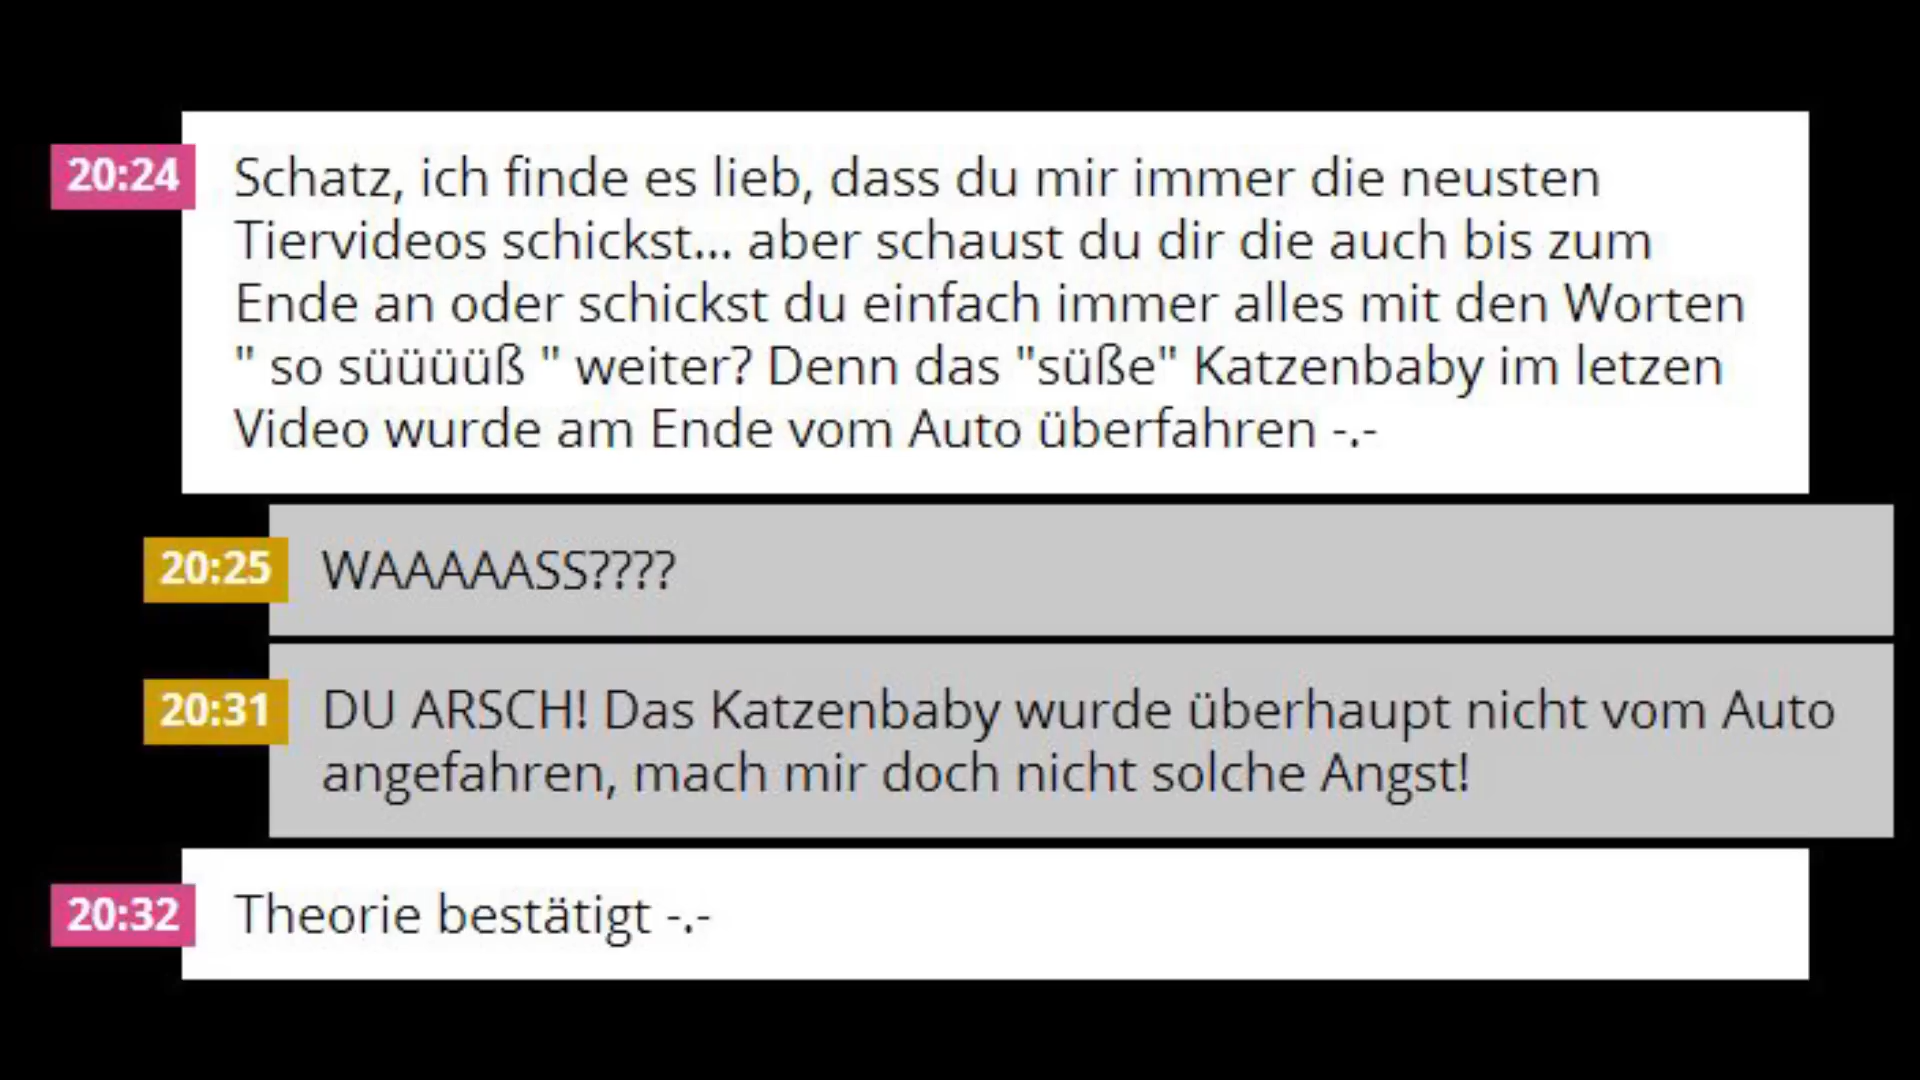 20:24
Schatz, ich finde es lieb, dass du mir immer die neusten
Tiervideos schickst... aber schaust du dir die auch bis zum
Ende an oder schickst du einfach immer alles mit den Worten
" so süüüüß " weiter? Denn das "süße" Katzenbaby im letzen
Video wurde am Ende vom Auto überfahren -.-
20:25
WAAAAASS????
20:31
DU ARSCH! Das Katzenbaby wurde überhaupt nicht vom Auto
angefahren, mach mir doch nicht solche Angst!
20:32
Theorie bestätigt -.-